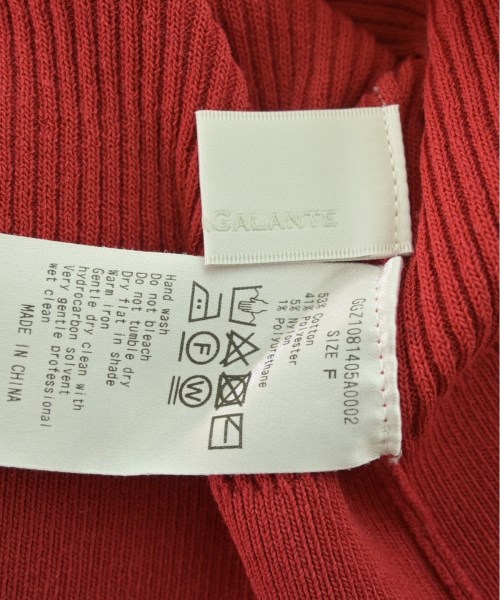 GALANTE
GG21081405A0002
SIZE F
53% Cotton
41% Polyester
5% Nylon
1% Polyurethane
F
W
Hand wash
Do not bleach
Do not tumble dry
Dry flat in shade
Warm iron
Gentle dry clean with
hydrocarbon solvent
Very gentle professional
wet clean
MADE IN CHINA